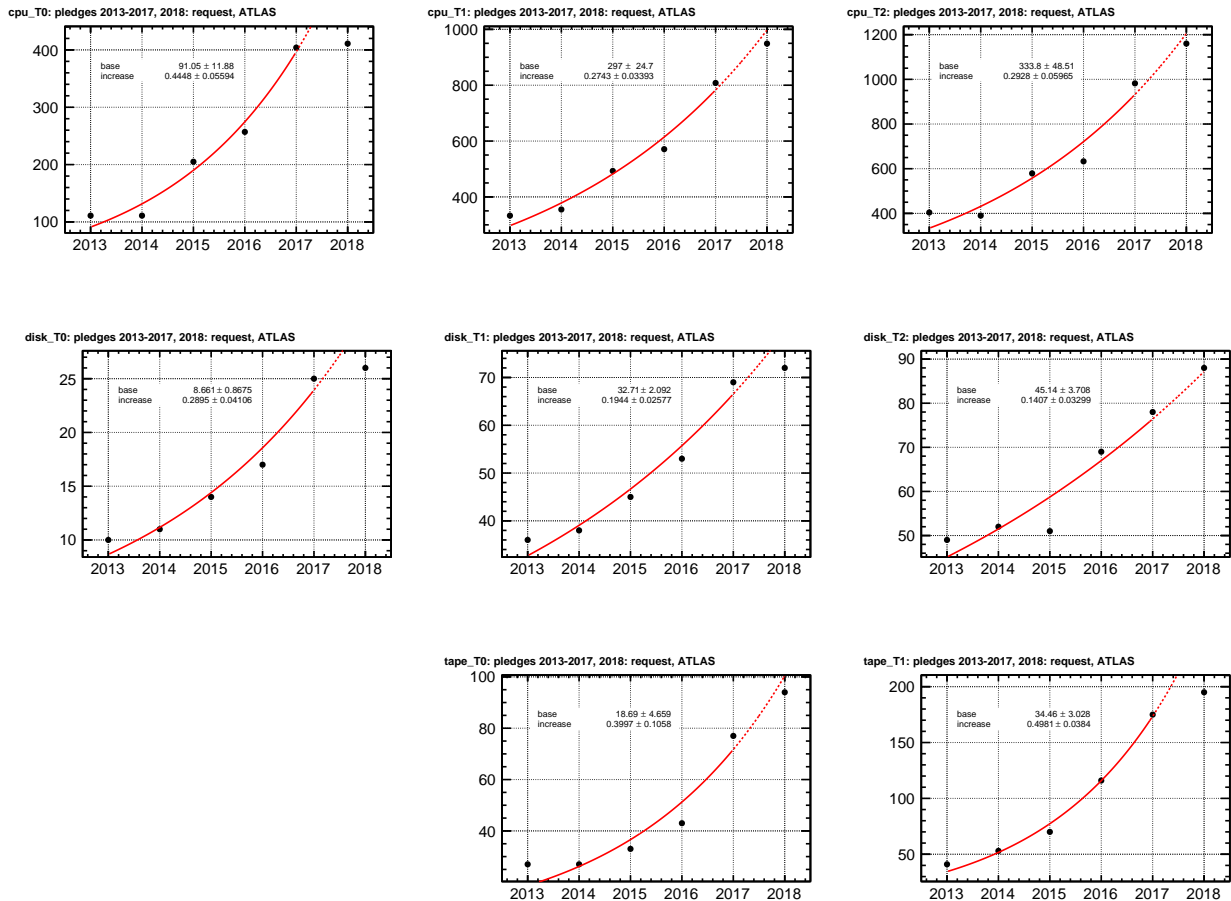 cpu_T0: pledges 2013-2017, 2018: request, ATLAS
400
300
200
100
base 91.05 ± 11.88
increase 0.4448 ± 0.05594
2013 2014 2015 2016 2017 2018
cpu_T1: pledges 2013-2017, 2018: request, ATLAS
1000
800
600
400
base 297 ± 24.7
increase 0.2743 ± 0.03393
2013 2014 2015 2016 2017 2018
cpu_T2: pledges 2013-2017, 2018: request, ATLAS
1200
1000
800
600
400
base 333.8 ± 48.51
increase 0.2928 ± 0.05965
2013 2014 2015 2016 2017 2018
disk_T0: pledges 2013-2017, 2018: request, ATLAS
25
20
15
10
base 8.661 ± 0.8675
increase 0.2895 ± 0.04106
2013 2014 2015 2016 2017 2018
disk_T1: pledges 2013-2017, 2018: request, ATLAS
70
60
50
40
base 32.71 ± 2.092
increase 0.1944 ± 0.02577
2013 2014 2015 2016 2017 2018
disk_T2: pledges 2013-2017, 2018: request, ATLAS
90
80
70
60
50
base 45.14 ± 3.708
increase 0.1407 ± 0.03299
2013 2014 2015 2016 2017 2018
tape_T0: pledges 2013-2017, 2018: request, ATLAS
100
80
60
40
base 18.69 ± 4.659
increase 0.3997 ± 0.1058
2013 2014 2015 2016 2017 2018
tape_T1: pledges 2013-2017, 2018: request, ATLAS
200
150
100
50
base 34.46 ± 3.028
increase 0.4981 ± 0.0384
2013 2014 2015 2016 2017 2018